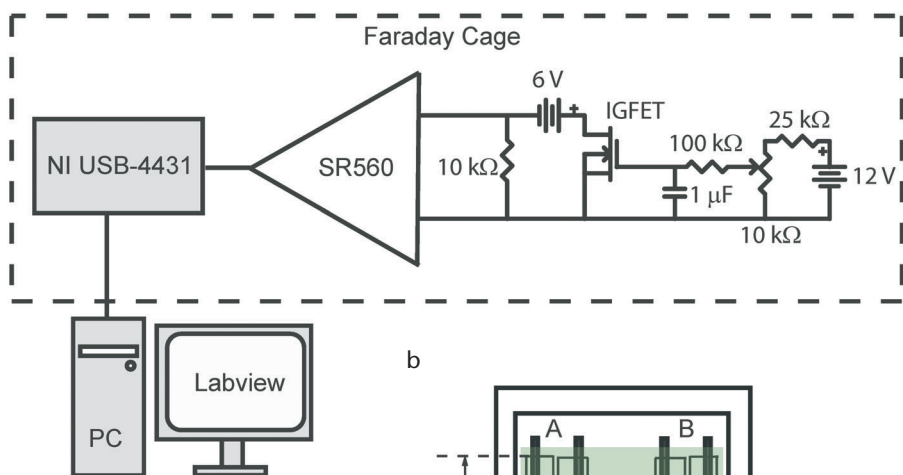 Faraday Cage
6 V
+
IGFET
25 kΩ
100 kΩ
+
NI USB-4431
SR560
10 kΩ
1 μF
12 V
10 kΩ
b
Labview
PC
A
B